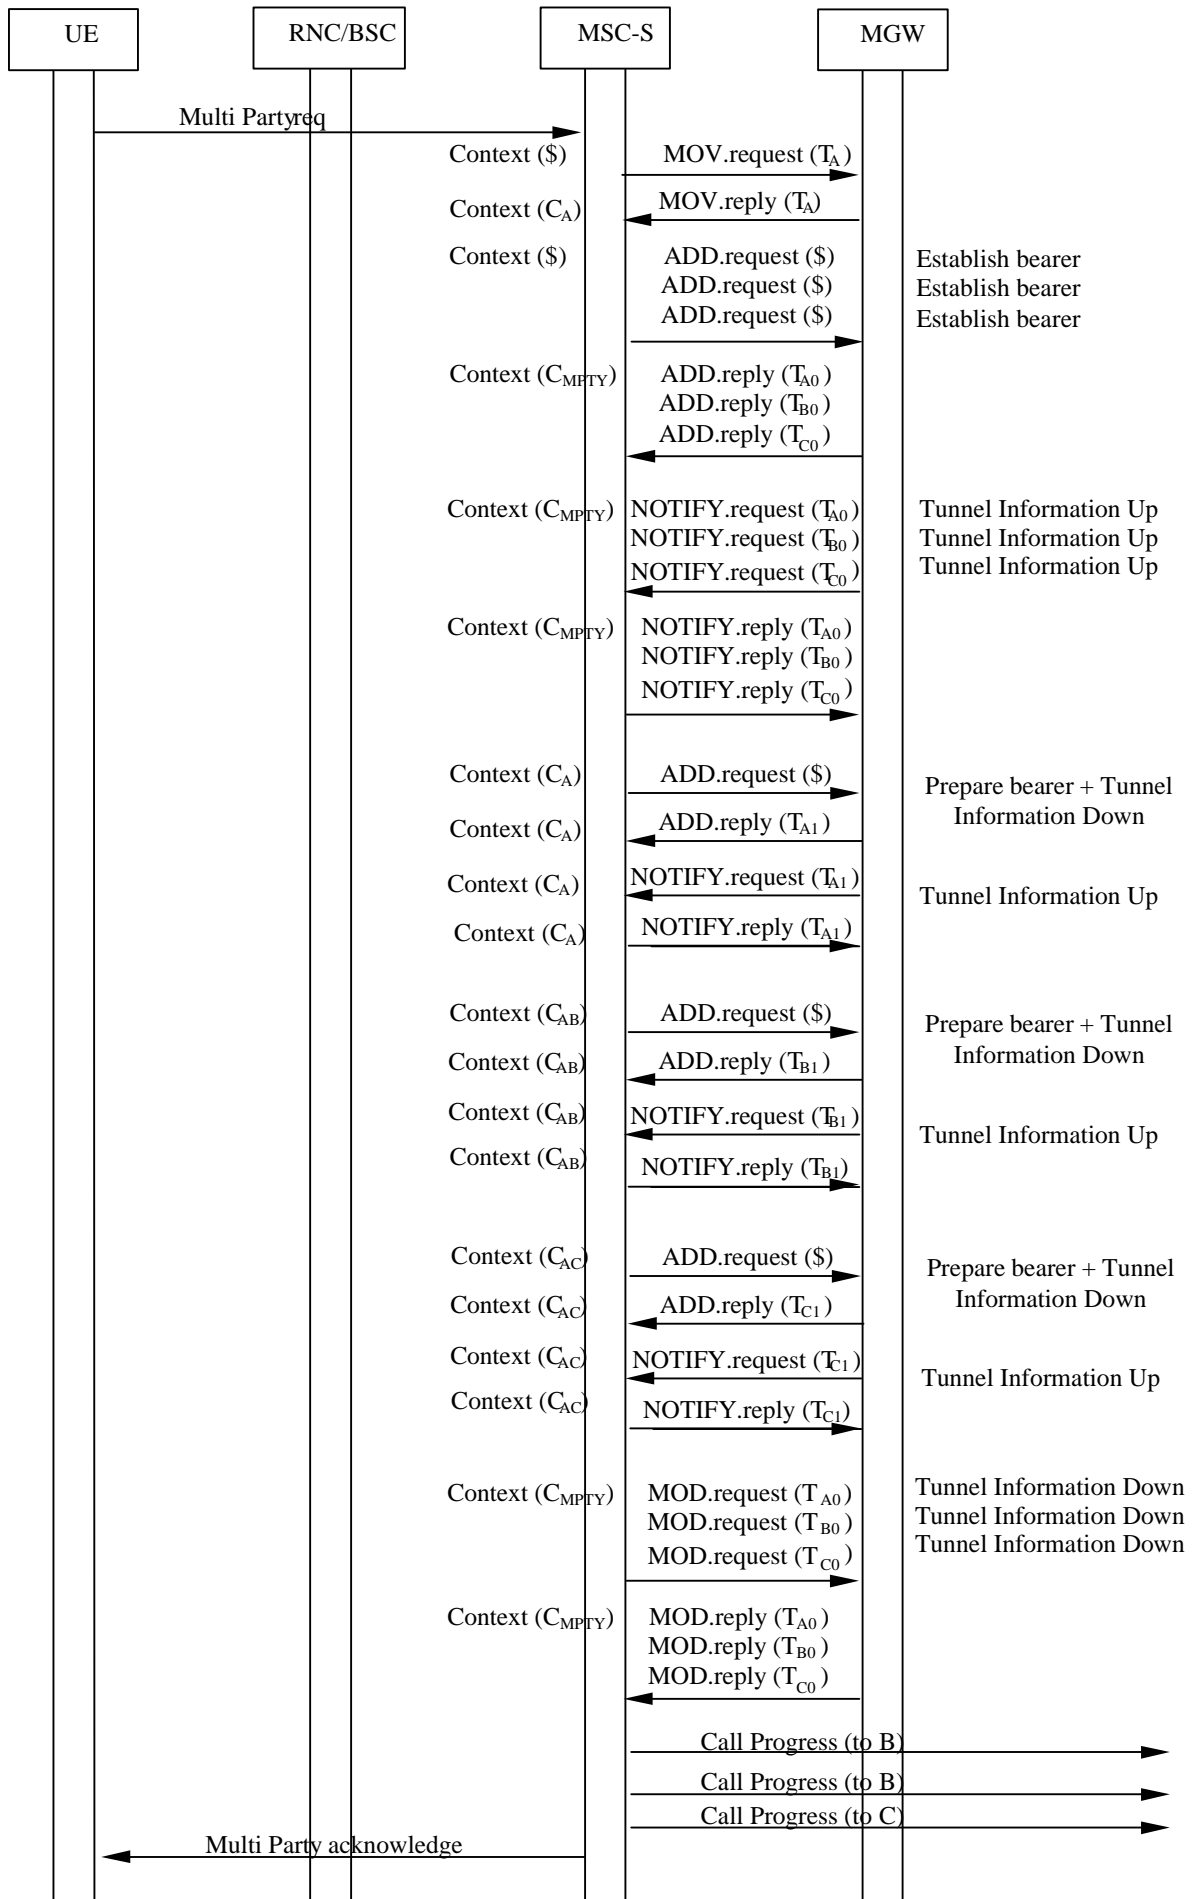 UE RNC/BSC MSC-S MGW
Multi Partyreq
Context ($) MOV.request (TA)
Context (CA) MOV.reply (TA)
Context ($) ADD.request ($) Establish bearer
ADD.request ($) Establish bearer
ADD.request ($) Establish bearer
Context (CMPTY) ADD.reply (TA0)
ADD.reply (TB0)
ADD.reply (TC0)
Context (CMPTY) NOTIFY.request (TA0) Tunnel Information Up
NOTIFY.request (TB0) Tunnel Information Up
NOTIFY.request (TC0) Tunnel Information Up
Context (CMPTY) NOTIFY.reply (TA0)
NOTIFY.reply (TB0)
NOTIFY.reply (TC0)
Context (CA) ADD.request ($) Prepare bearer + Tunnel
Information Down
Context (CA) ADD.reply (TA1)
Context (CA) NOTIFY.request (TA1) Tunnel Information Up
Context (CA) NOTIFY.reply (TA1)
Context (CAB) ADD.request ($) Prepare bearer + Tunnel
Information Down
Context (CAB) ADD.reply (TB1)
Context (CAB) NOTIFY.request (TB1) Tunnel Information Up
Context (CAB) NOTIFY.reply (TB1)
Context (CAC) ADD.request ($) Prepare bearer + Tunnel
Information Down
Context (CAC) ADD.reply (TC1)
Context (CAC) NOTIFY.request (TC1) Tunnel Information Up
Context (CAC) NOTIFY.reply (TC1)
Context (CMPTY) MOD.request (TA0) Tunnel Information Down
MOD.request (TB0) Tunnel Information Down
MOD.request (TC0) Tunnel Information Down
Context (CMPTY) MOD.reply (TA0)
MOD.reply (TB0)
MOD.reply (TC0)
Call Progress (to B)
Call Progress (to B)
Call Progress (to C)
Multi Party acknowledge